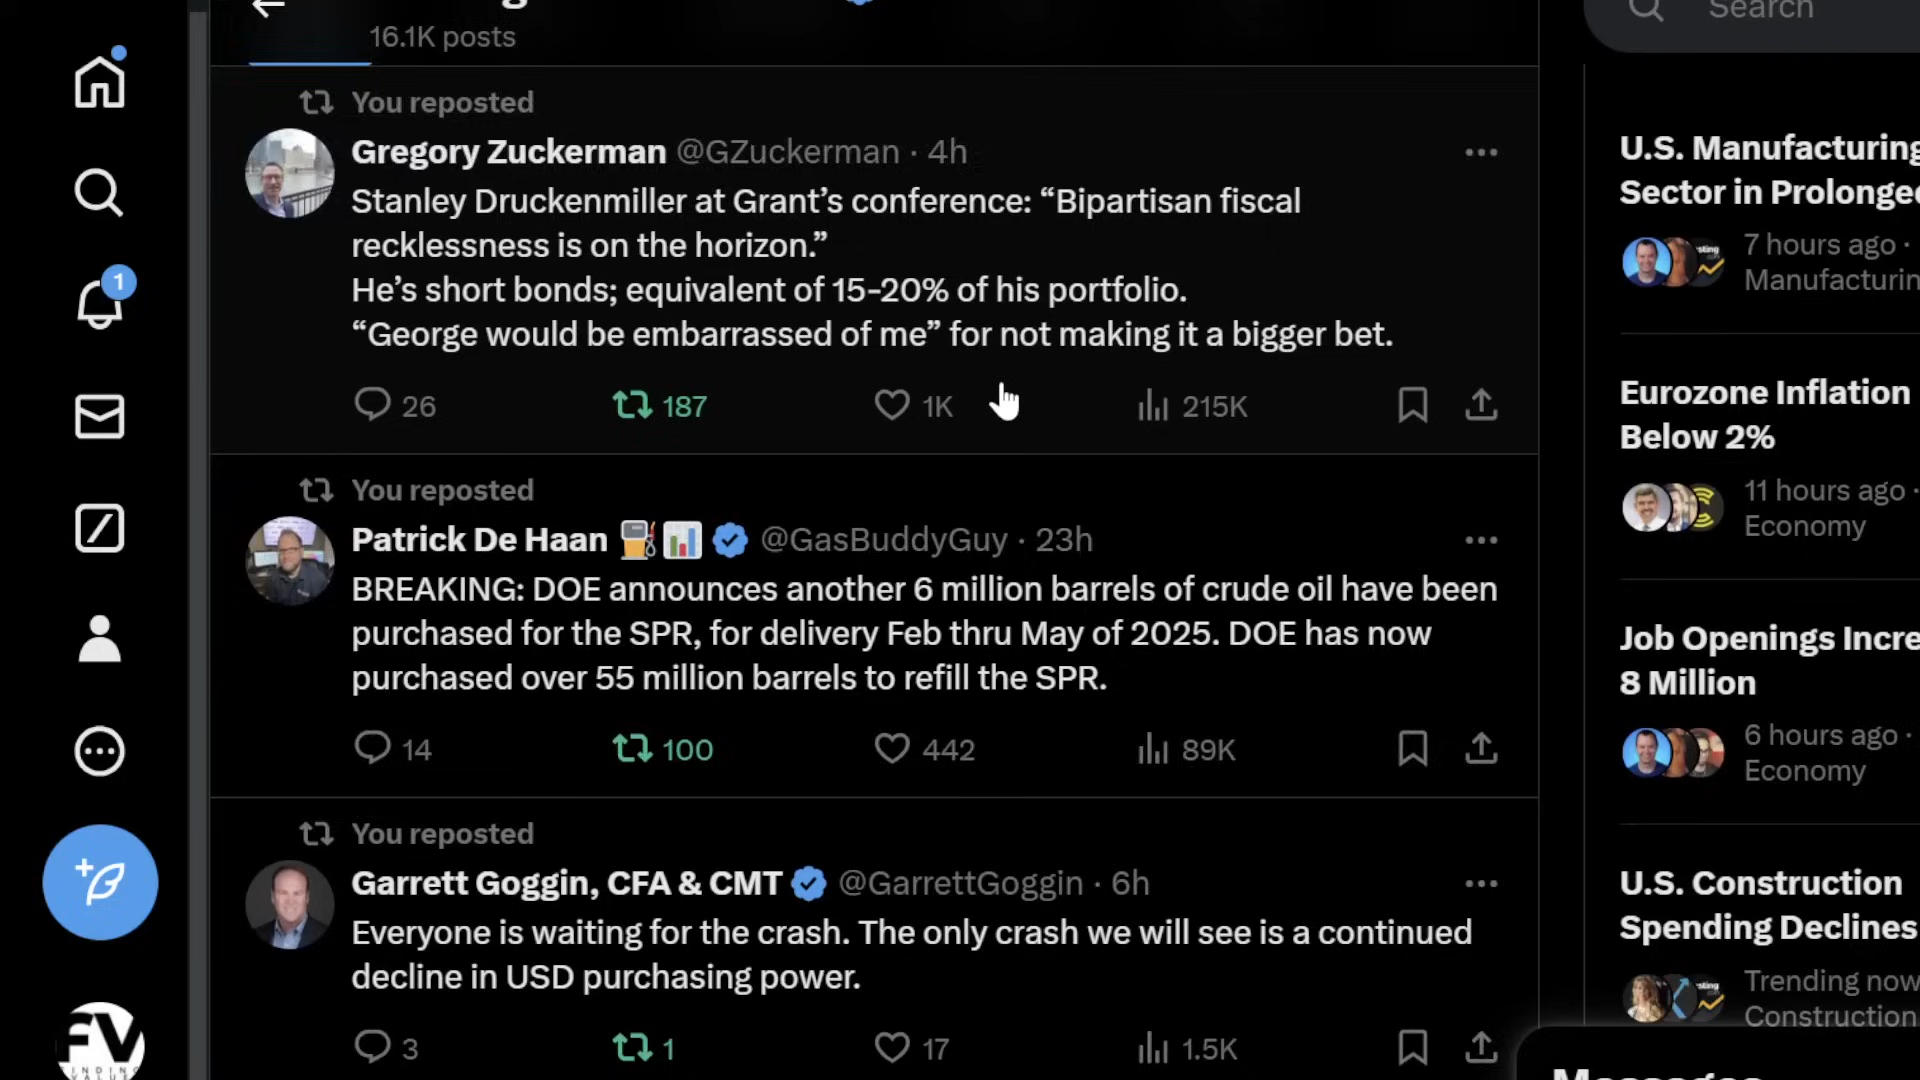 16.1K posts
Search
You reposted
Gregory Zuckerman @GZuckerman · 4h
Stanley Druckenmiller at Grant’s conference: “Bipartisan fiscal
recklessness is on the horizon.”
He’s short bonds; equivalent of 15-20% of his portfolio.
“George would be embarrassed of me” for not making it a bigger bet.
26 187 1K 215K
You reposted
Patrick De Haan @GasBuddyGuy · 23h
BREAKING: DOE announces another 6 million barrels of crude oil have been
purchased for the SPR, for delivery Feb thru May of 2025. DOE has now
purchased over 55 million barrels to refill the SPR.
14 100 442 89K
You reposted
Garrett Goggin, CFA & CMT @GarrettGoggin · 6h
Everyone is waiting for the crash. The only crash we will see is a continued
decline in USD purchasing power.
3 1 17 1.5K
1
FV
U.S. Manufacturing
Sector in Prolonge
7 hours ago ·
Manufacturin
Eurozone Inflation
Below 2%
11 hours ago ·
Economy
Job Openings Incre
8 Million
6 hours ago ·
Economy
U.S. Construction
Spending Declines
Trending now
Construction